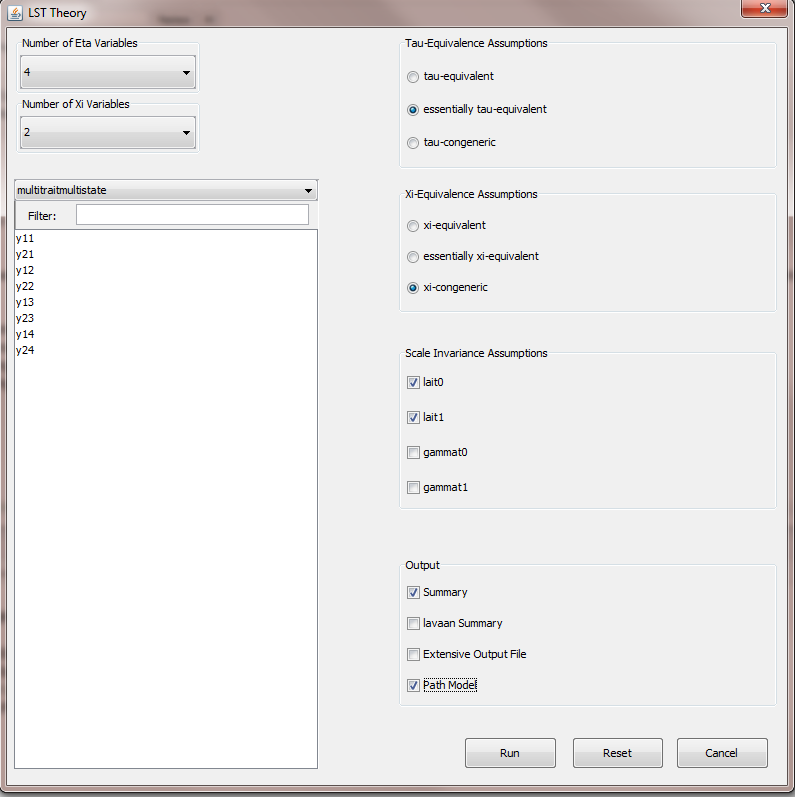 LST Theory
Number of Eta Variables
4
Number of Xi Variables
2
multitraitmultistate
Filter:
y11
y21
y12
y22
y13
y23
y14
y24
Tau-Equivalence Assumptions
tau-equivalent
essentially tau-equivalent
tau-congeneric
Xi-Equivalence Assumptions
xi-equivalent
essentially xi-equivalent
xi-congeneric
Scale Invariance Assumptions
lait0
lait1
gammat0
gammat1
Output
Summary
lavaan Summary
Extensive Output File
Path Model
Run
Reset
Cancel